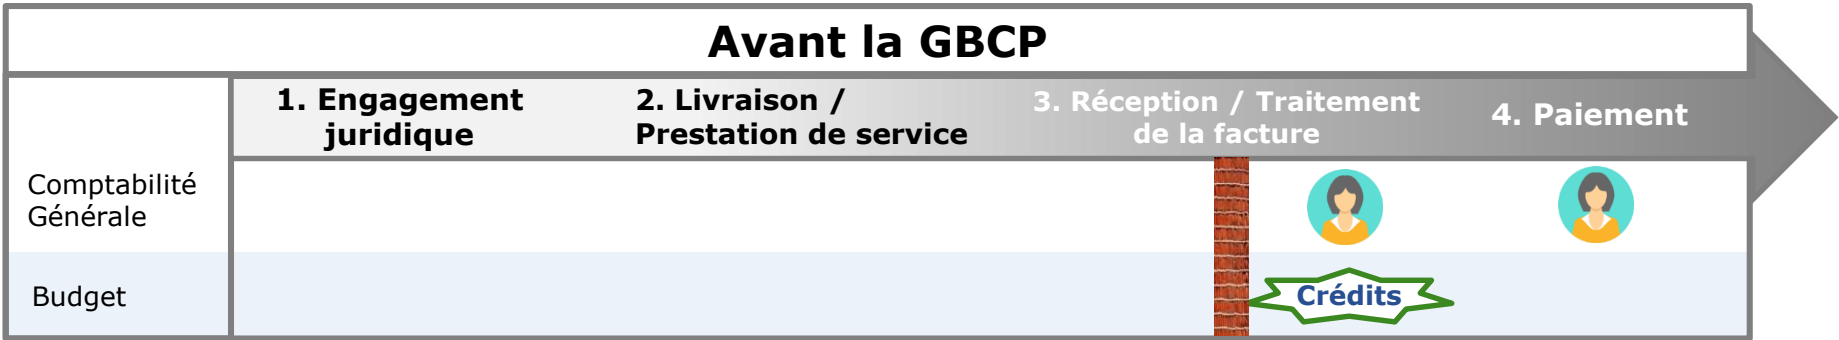 Avant la GBCP
1. Engagement
juridique
2. Livraison /
Prestation de service
3. Réception / Traitement
de la facture
4. Paiement
Comptabilité
Générale
Budget
Crédits